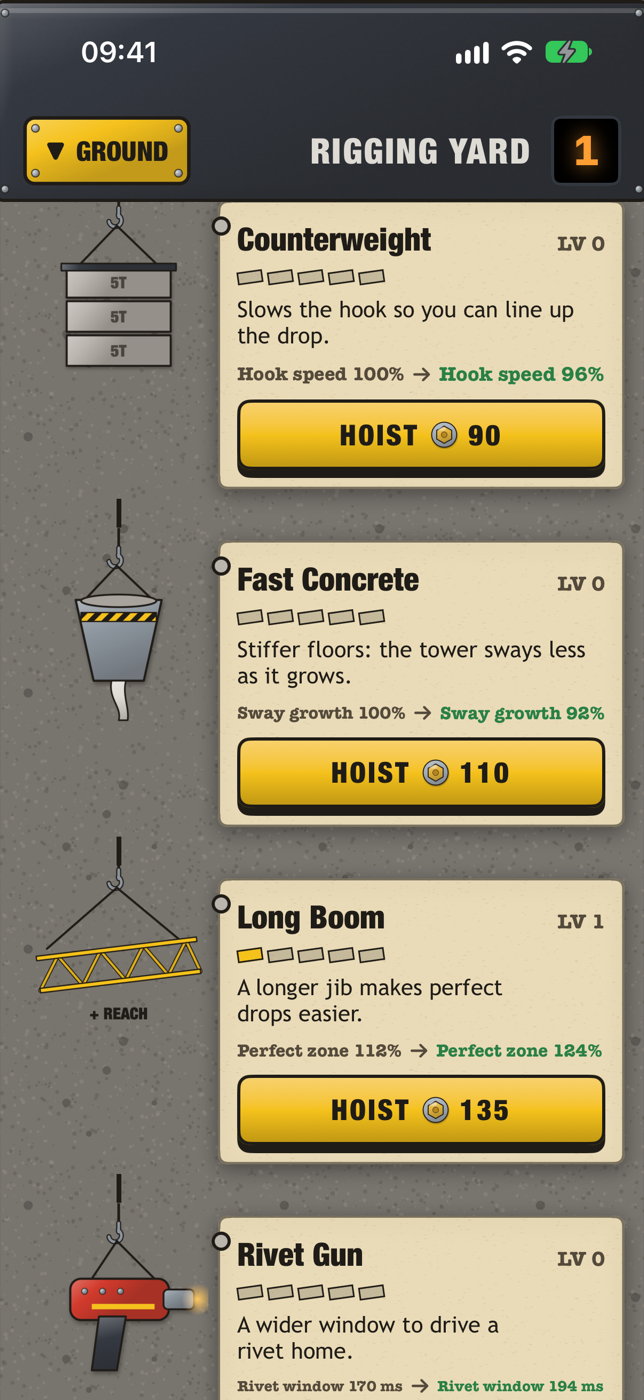 09:41
▼ GROUND
RIGGING YARD 1
5T
5T
5T
Counterweight LV 0
Slows the hook so you can line up
the drop.
Hook speed 100% → Hook speed 96%
HOIST 90
Fast Concrete LV 0
Stiffer floors: the tower sways less
as it grows.
Sway growth 100% → Sway growth 92%
HOIST 110
+ REACH
Long Boom LV 1
A longer jib makes perfect
drops easier.
Perfect zone 112% → Perfect zone 124%
HOIST 135
Rivet Gun LV 0
A wider window to drive a
rivet home.
Rivet window 170 ms → Rivet window 194 ms